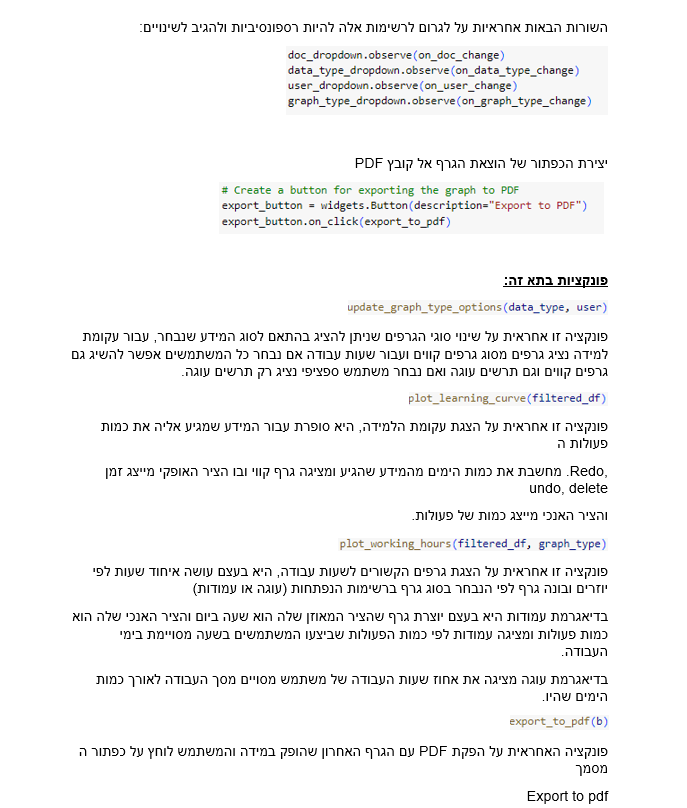 השורות הבאות אחראיות על לגרום לרשימות אלה להיות רספונסיביות ולהגיב לשינויים:
doc_dropdown.observe(on_doc_change)
data_type_dropdown.observe(on_data_type_change)
user_dropdown.observe(on_user_change)
graph_type_dropdown.observe(on_graph_type_change)
יצירת הכפתור של הוצאת הגרף אל קובץ PDF
# Create a button for exporting the graph to PDF
export_button = widgets.Button(description="Export to PDF")
export_button.on_click(export_to_pdf)
פונקציות בתא זה:
update_graph_type_options(data_type, user)
פונקציה זו אחראית על שינוי סוגי הגרפים שניתן להציג בהתאם לסוג המידע שנבחר, עבור עקומת
למידה נציג גרפים מסוג גרפים קווים ועבור שעות עבודה אם נבחר כל המשתמשים אפשר להשיג גם
גרפים קווים וגם תרשים עוגה ואם נבחר משתמש ספציפי נציג רק תרשים עוגה.
plot_learning_curve(filtered_df)
פונקציה זו אחראית על הצגת עקומת הלמידה, היא סופרת עבור המידע שמגיע אליה את כמות
פעולות ה
Redo,. מחשבת את כמות הימים מהמידע שהגיע ומציגה גרף קווי ובו הציר האופקי מייצג זמן
undo, delete
והציר האנכי מייצג כמות של פעולות.
plot_working_hours(filtered_df, graph_type)
פונקציה זו אחראית על הצגת גרפים הקשורים לשעות עבודה, היא בעצם עושה איחוד שעות לפי
יוזרים ובונה גרף לפי הנבחר בסוג גרף ברשימות הנפתחות (עוגה או עמודות)
בדיאגרמת עמודות היא בעצם יוצרת גרף שהציר המאוזן שלה הוא שעה ביום והציר האנכי שלה הוא
כמות פעולות ומציגה עמודות לפי כמות הפעולות שביצעו המשתמשים בשעה מסויימת בימי
העבודה.
בדיאגרמת עוגה מציגה את אחוז שעות העבודה של משתמש מסויים מסך העבודה לאורך כמות
הימים שהיו.
export_to_pdf(b)
פונקציה האחראית על הפקת PDF עם הגרף האחרון שהופק במידה והמשתמש לוחץ על כפתור ה
מסמך
Export to pdf